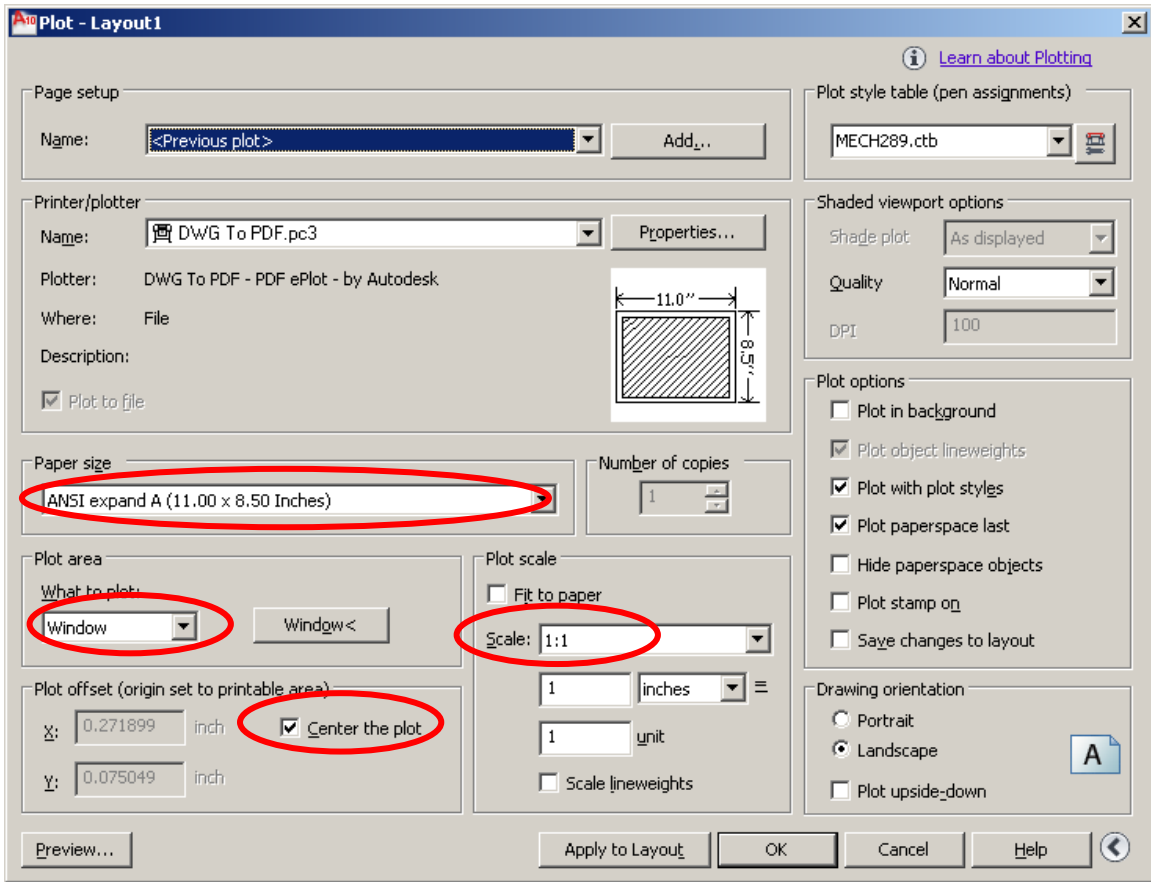 A10 Plot - Layout1
Learn about Plotting
Page setup
Name: <Previous plot> Add...
Plot style table (pen assignments)
MECH289.ctb
Printer/plotter
Name: DWG To PDF.pc3 Properties...
Plotter: DWG To PDF - PDF ePlot - by Autodesk
Where: File
Description:
Plot to file
11.0''
8.5''
Shaded viewport options
Shade plot As displayed
Quality Normal
DPI 100
Paper size
ANSI expand A (11.00 x 8.50 Inches)
Number of copies
1
Plot options
Plot in background
Plot object lineweights
Plot with plot styles
Plot paperspace last
Hide paperspace objects
Plot stamp on
Save changes to layout
Plot area
What to plot:
Window Window<
Plot offset (origin set to printable area)
X: 0.271899 inch Center the plot
Y: 0.075049 inch
Plot scale
Fit to paper
Scale: 1:1
1 inches =
1 unit
Scale lineweights
Drawing orientation
Portrait
Landscape
Plot upside-down
A
Preview... Apply to Layout OK Cancel Help